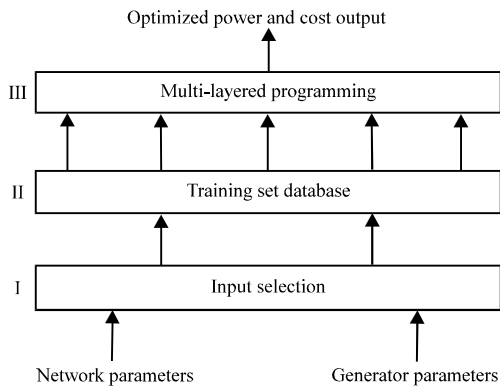 Optimized power and cost output
III Multi-layered programming
II Training set database
I Input selection
Network parameters Generator parameters